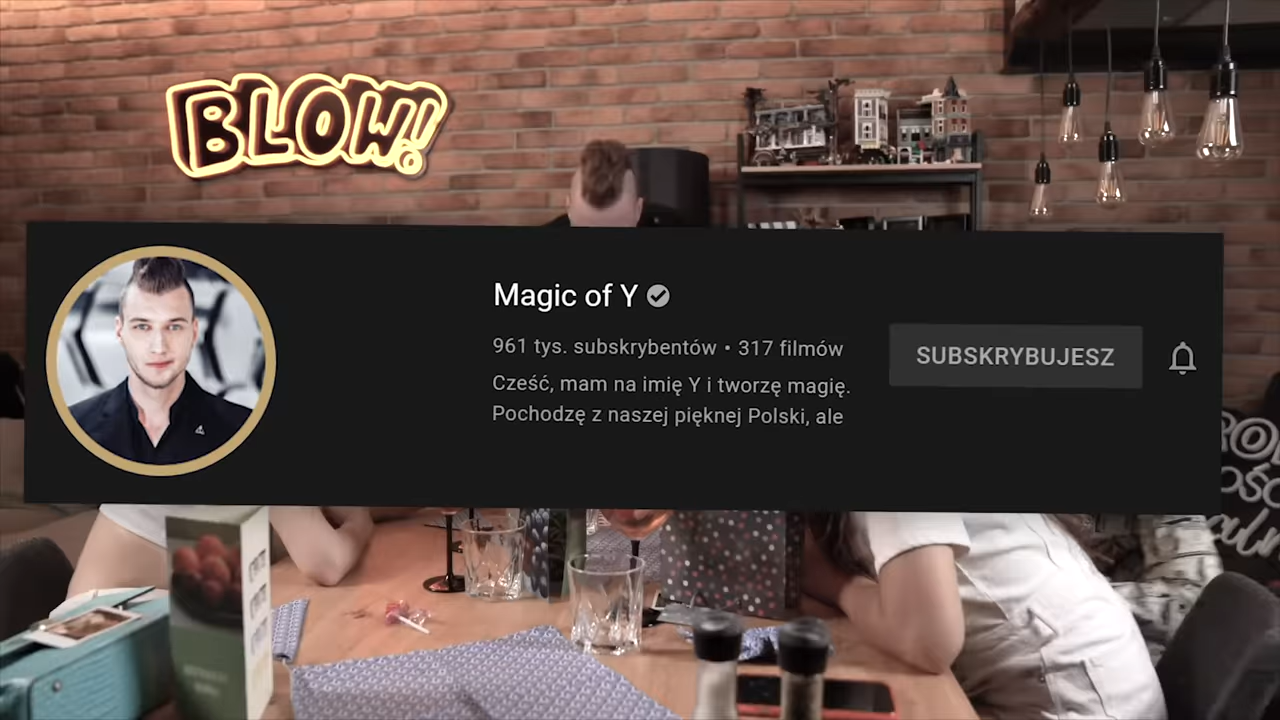 BLOW!
Magic of Y
961 tys. subskrybentów • 317 filmów
Cześć, mam na imię Y i tworzę magię.
Pochodzę z naszej pięknej Polski, ale
SUBSKRYBUJESZ